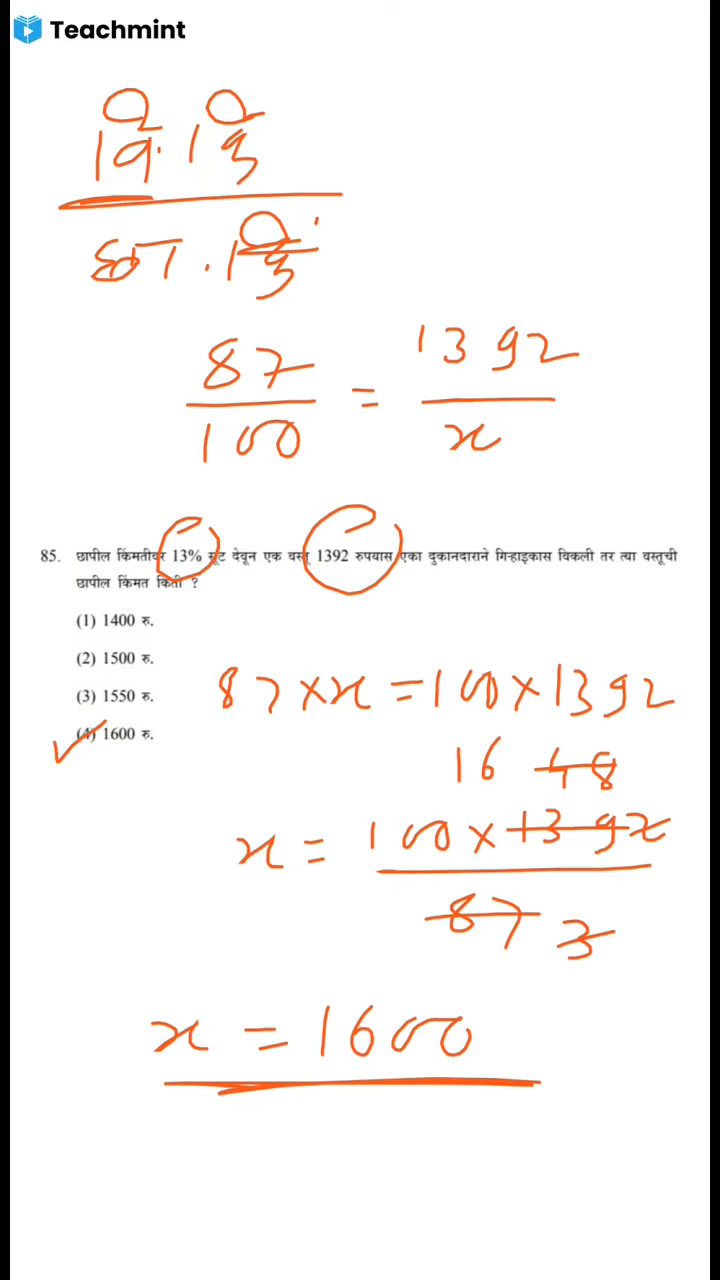 Teachmint
वि. किं
छा. किं
87 1392
— = —
100 x
85. छापील किंमतीवर 13% सूट देवून एक वस्तू 1392 रुपयास एका दुकानदाराने गिऱ्हाइकास विकली तर त्या वस्तूची
छापील किंमत किती ?
(1) 1400 रु.
(2) 1500 रु.
(3) 1550 रु.
(4) 1600 रु.
87 × x = 100 × 1392
16 48
x = 100 × 1392
87 3
x = 1600